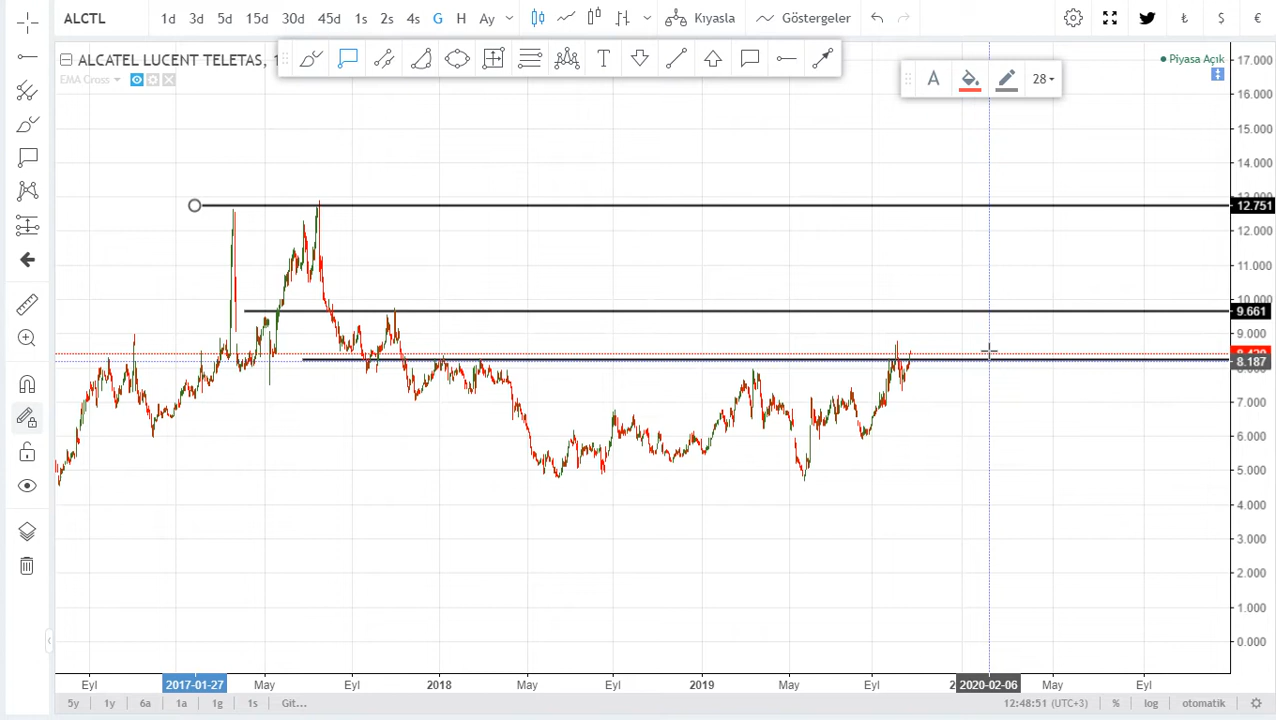 ALCTL 1d 3d 5d 15d 30d 45d 1s 2s 4s G H Ay Kıyasla Göstergeler ₺ $ €
ALCATEL LUCENT TELETAS, 1
EMA Cross
T
A 28
Piyasa Açık
17.000
16.000
15.000
14.000
13.000
12.751
12.000
11.000
10.000
9.661
9.000
8.187
7.000
6.000
5.000
4.000
3.000
2.000
1.000
0.000
Eyl 2017-01-27 May Eyl 2018 May Eyl 2019 May Eyl 2020-02-06 May Eyl
5y 1y 6a 1a 1g 1s Git... 12:48:51 (UTC+3) % log otomatik